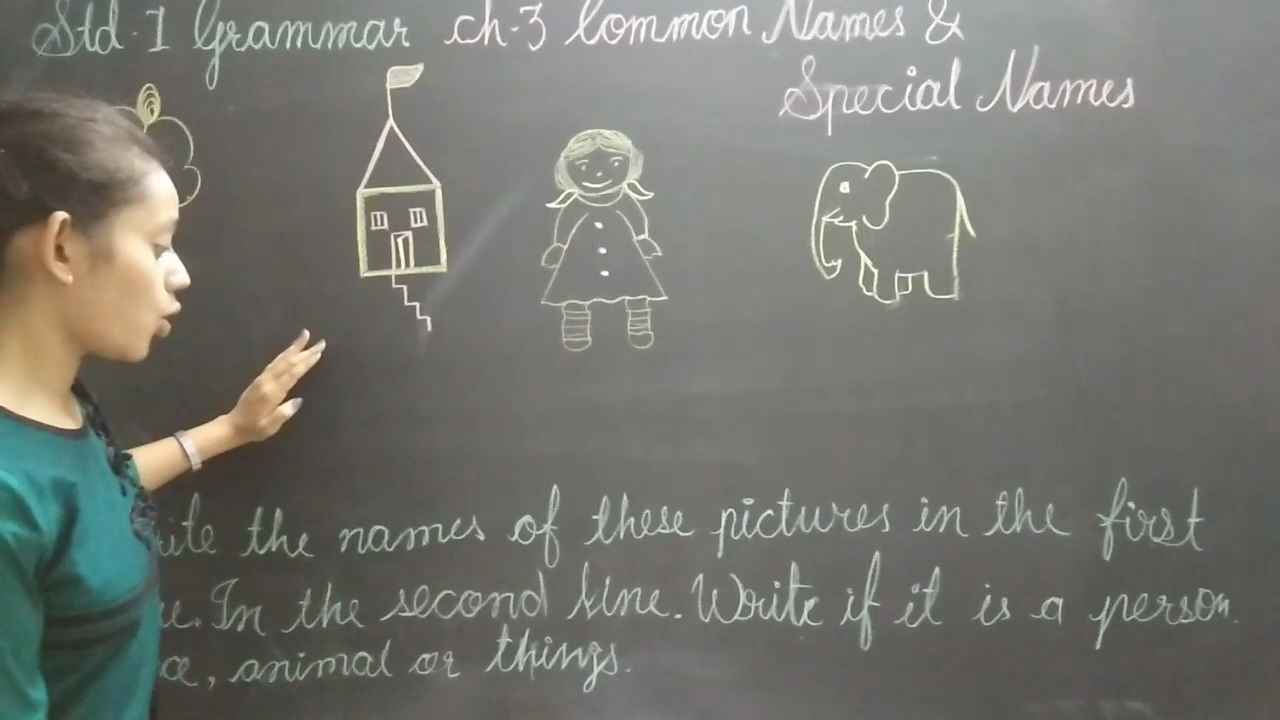 Std-I Grammar ch-3 Common Names &
Special Names
the names of these pictures in the first
In the second line. Write if it is a person.
animal or things.